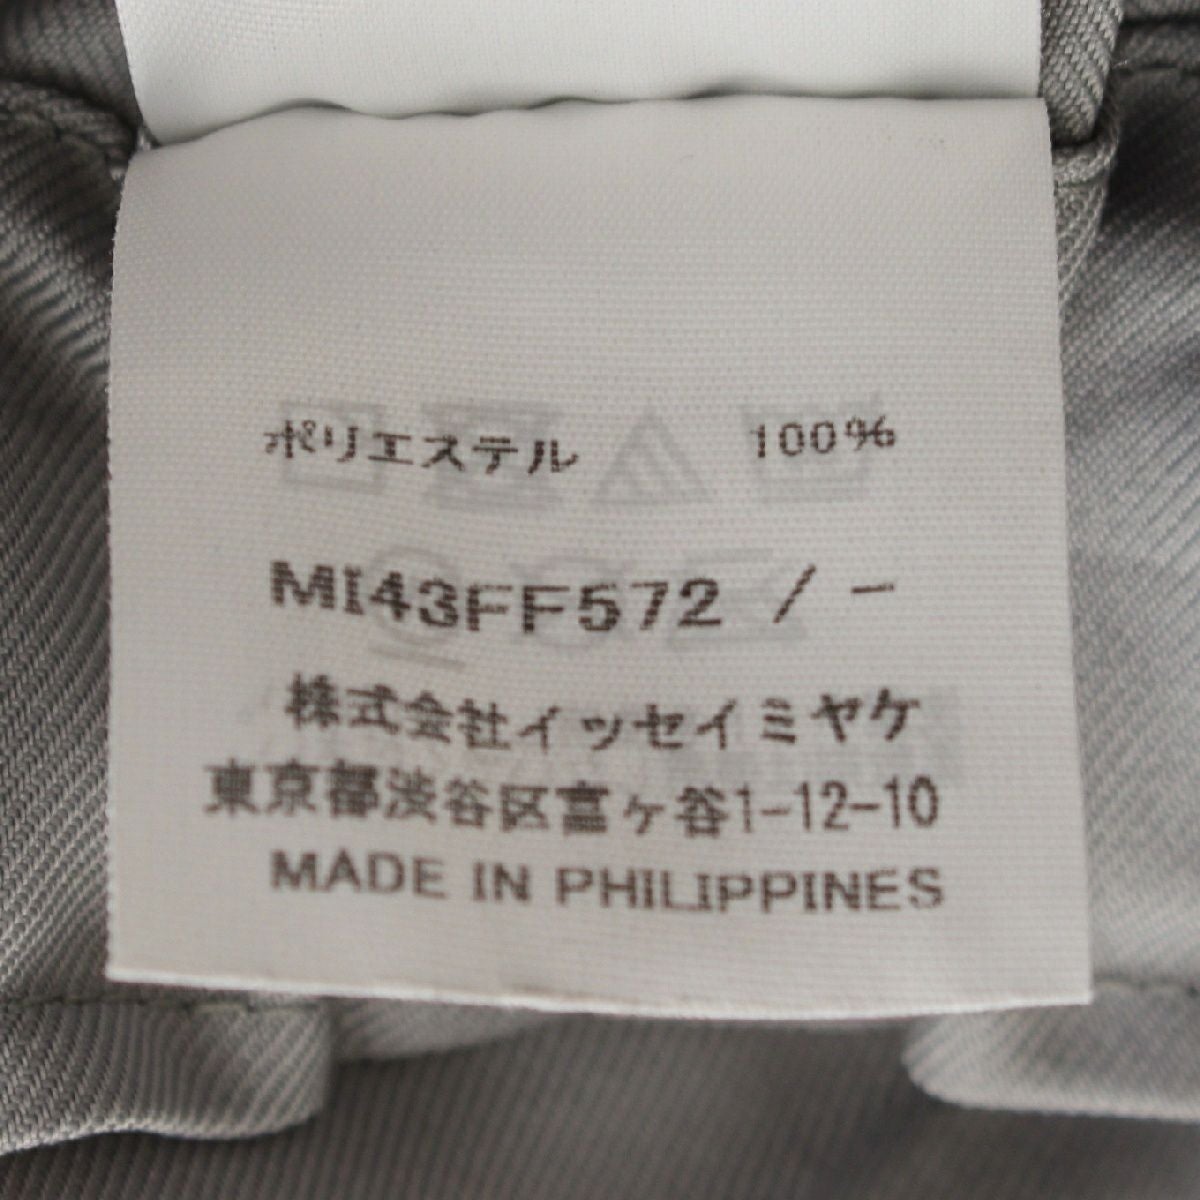 ポリエステル 100%
MI43FF572 / -
株式会社イッセイミヤケ
東京都渋谷区富ヶ谷1-12-10
MADE IN PHILIPPINES